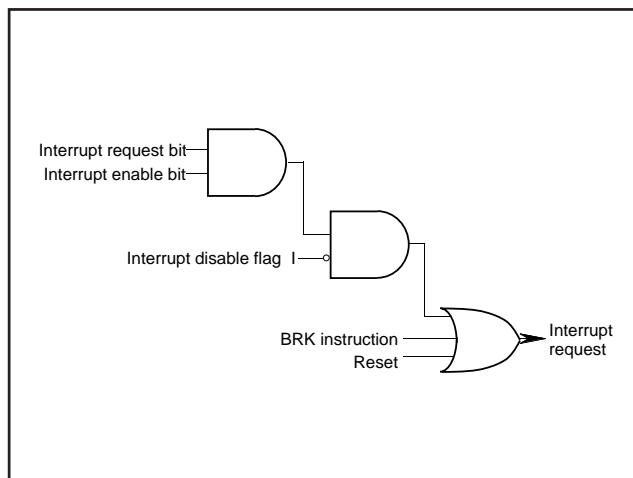 Interrupt request bit
Interrupt enable bit
Interrupt disable flag I
BRK instruction
Reset
Interrupt
request